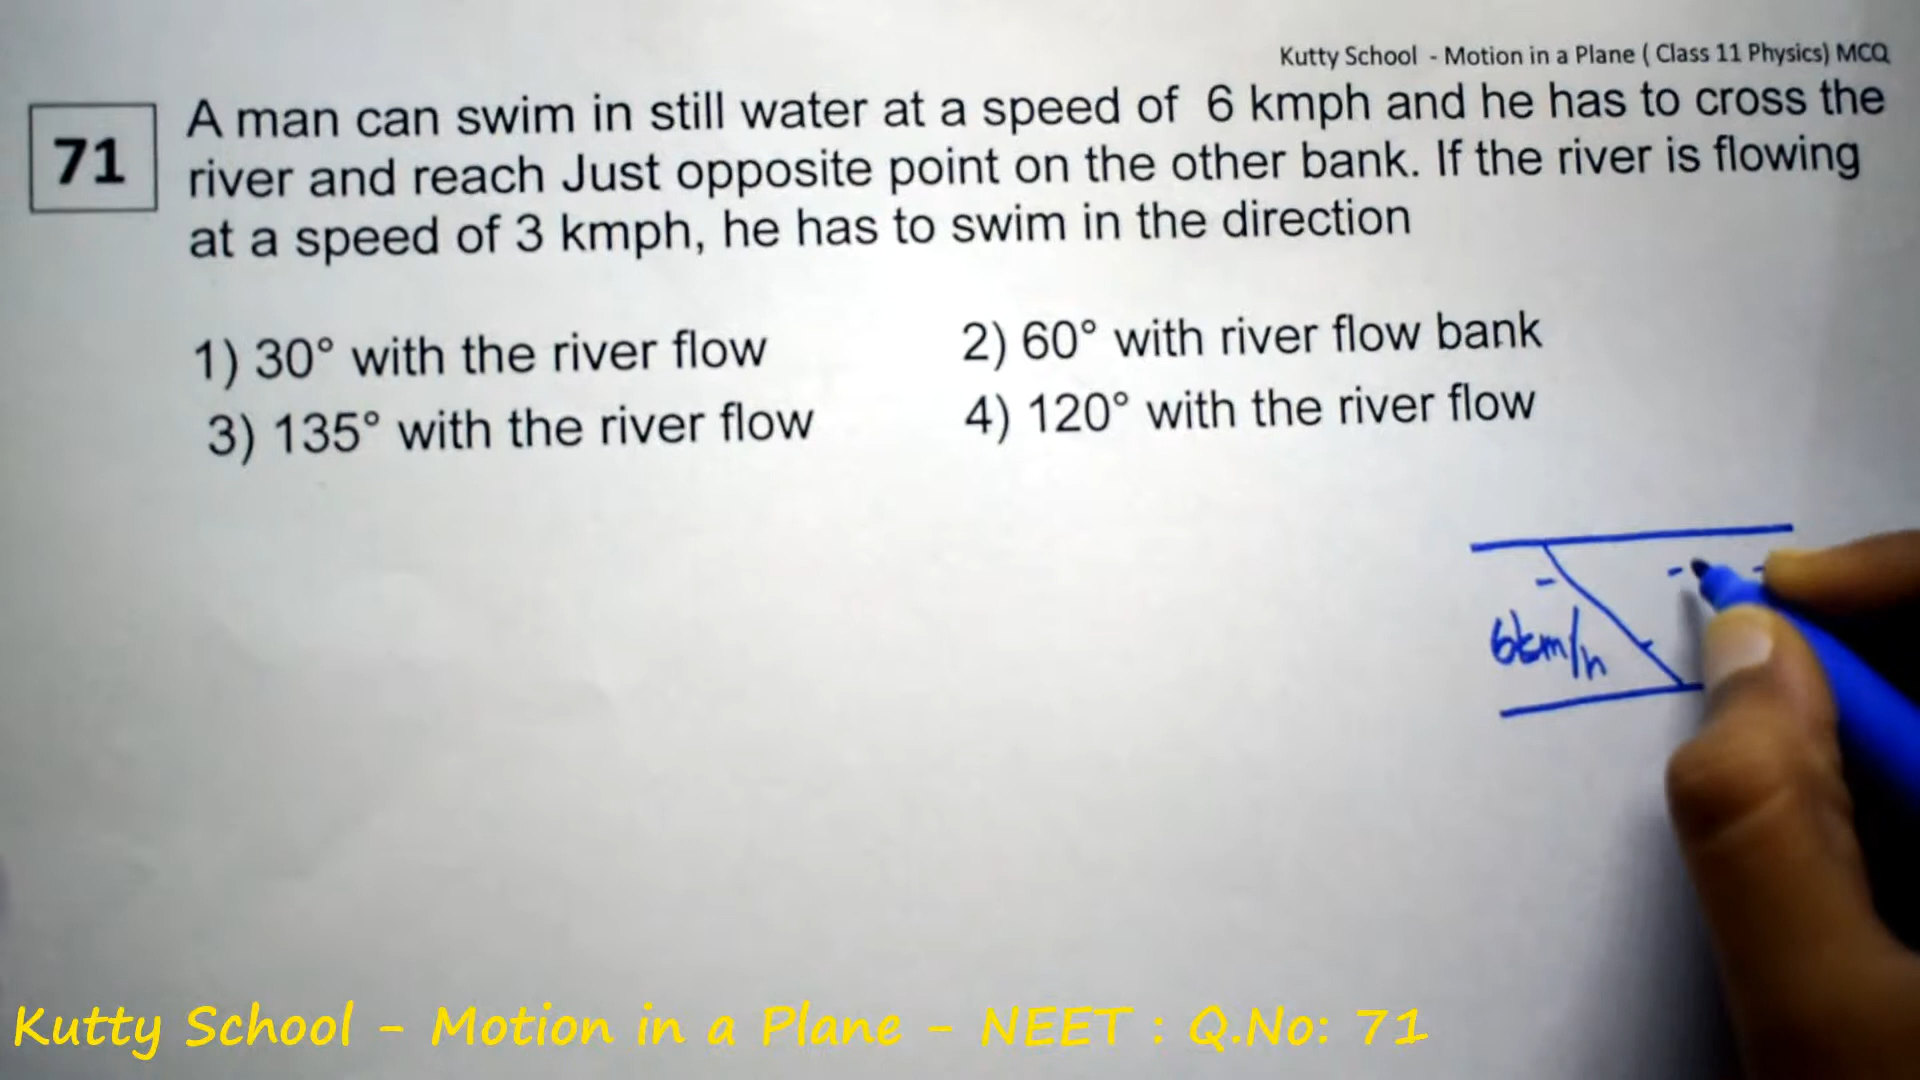 Kutty School - Motion in a Plane ( Class 11 Physics) MCQ
71
A man can swim in still water at a speed of 6 kmph and he has to cross the
river and reach Just opposite point on the other bank. If the river is flowing
at a speed of 3 kmph, he has to swim in the direction
1) 30° with the river flow
2) 60° with river flow bank
3) 135° with the river flow
4) 120° with the river flow
6km/h
Kutty School - Motion in a Plane - NEET : Q.No: 71